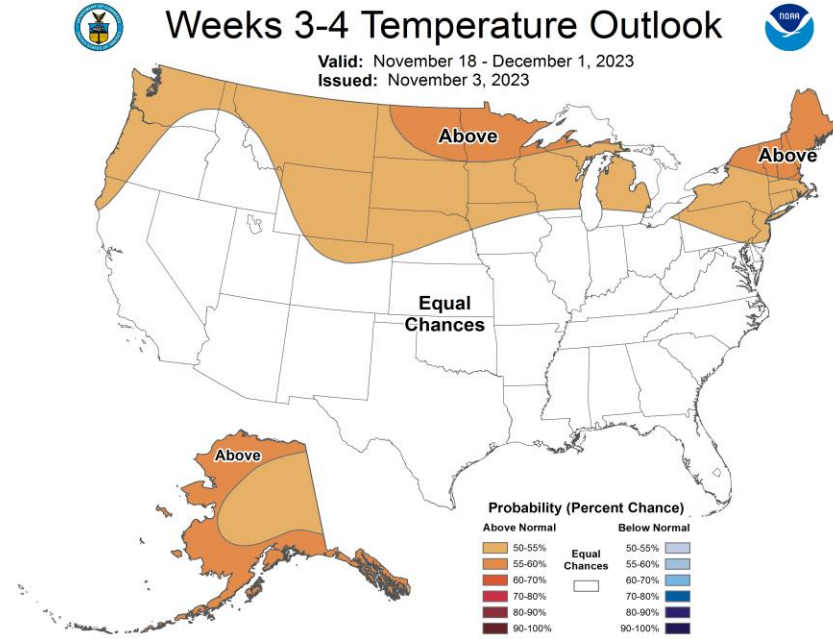 Weeks 3-4 Temperature Outlook
NOAA
Valid: November 18 - December 1, 2023
Issued: November 3, 2023
Above
Above
Equal
Chances
Above
Probability (Percent Chance)
Above Normal
Below Normal
50-55%
55-60%
60-70%
70-80%
80-90%
90-100%
Equal
Chances
50-55%
55-60%
60-70%
70-80%
80-90%
90-100%